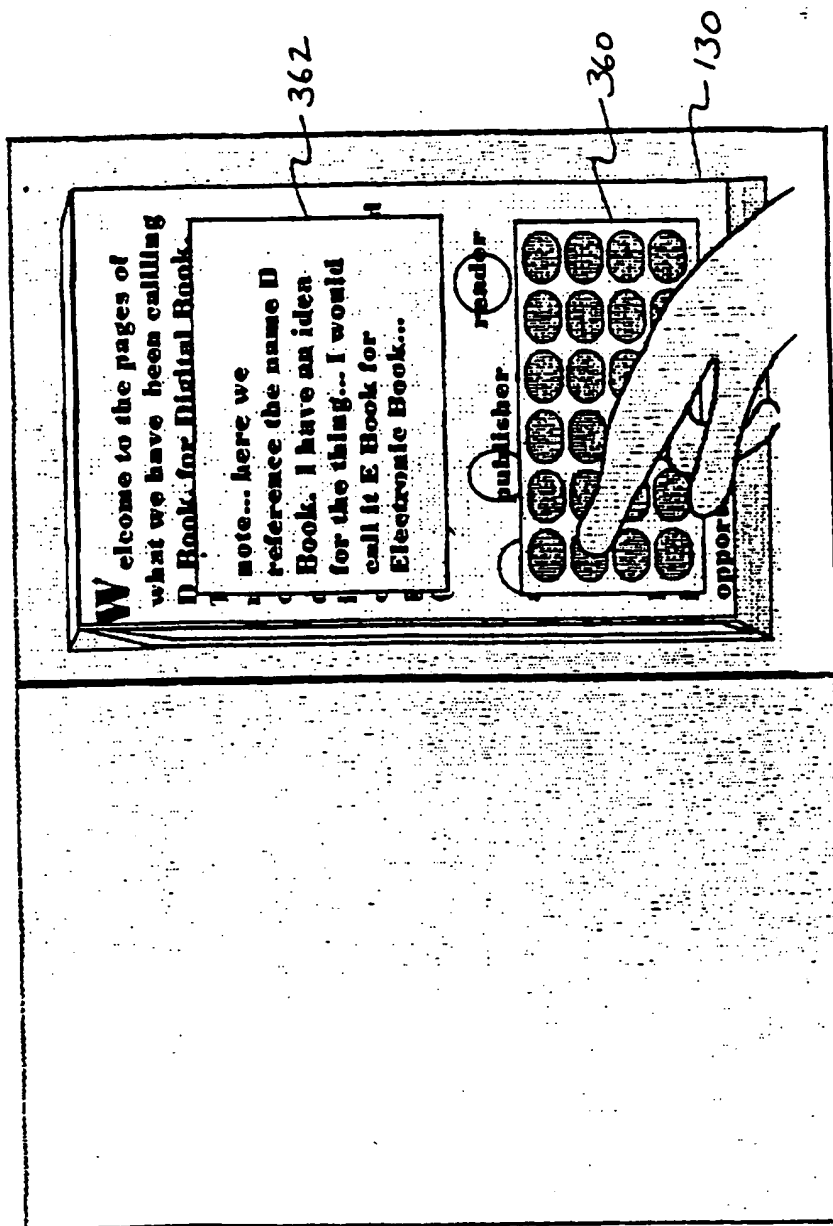 Welcome to the pages of
what we have been callling
D Book, for Digital Book.
note... here we
reference the name D
Book. I have an idea
for the thing... I would
call it E Book for
Electronic Book...
publisher
reader
oppor
362
360
130